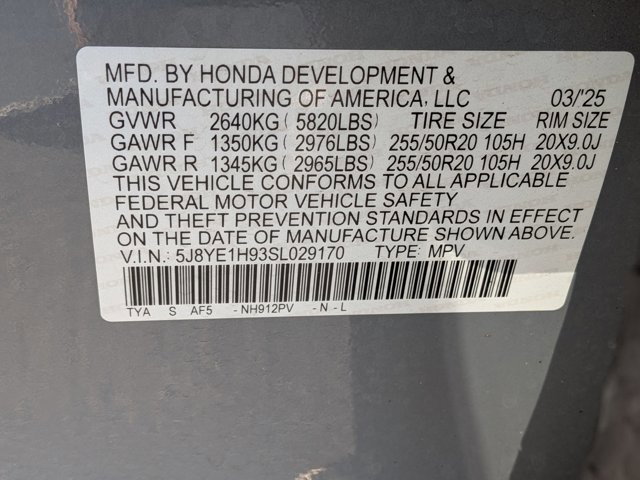 MFD. BY HONDA DEVELOPMENT &
MANUFACTURING OF AMERICA, LLC 03/'25
GVWR 2640KG ( 5820LBS) TIRE SIZE RIM SIZE
GAWR F 1350KG ( 2976LBS) 255/50R20 105H 20X9.0J
GAWR R 1345KG ( 2965LBS) 255/50R20 105H 20X9.0J
THIS VEHICLE CONFORMS TO ALL APPLICABLE
FEDERAL MOTOR VEHICLE SAFETY
AND THEFT PREVENTION STANDARDS IN EFFECT
ON DATE OF MANUFACTURE SHOWN ABOVE.
V.I.N.: 5J8YE1H93SL029170 TYPE: MPV
TYA S AF5 - NH912PV - N - L